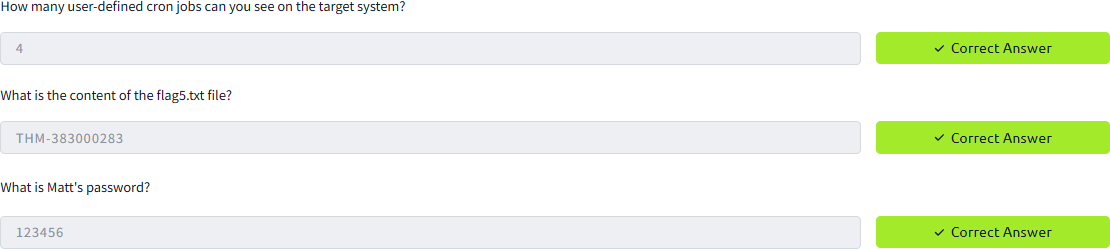 How many user-defined cron jobs can you see on the target system?
4
✓ Correct Answer
What is the content of the flag5.txt file?
THM-383000283
✓ Correct Answer
What is Matt's password?
123456
✓ Correct Answer